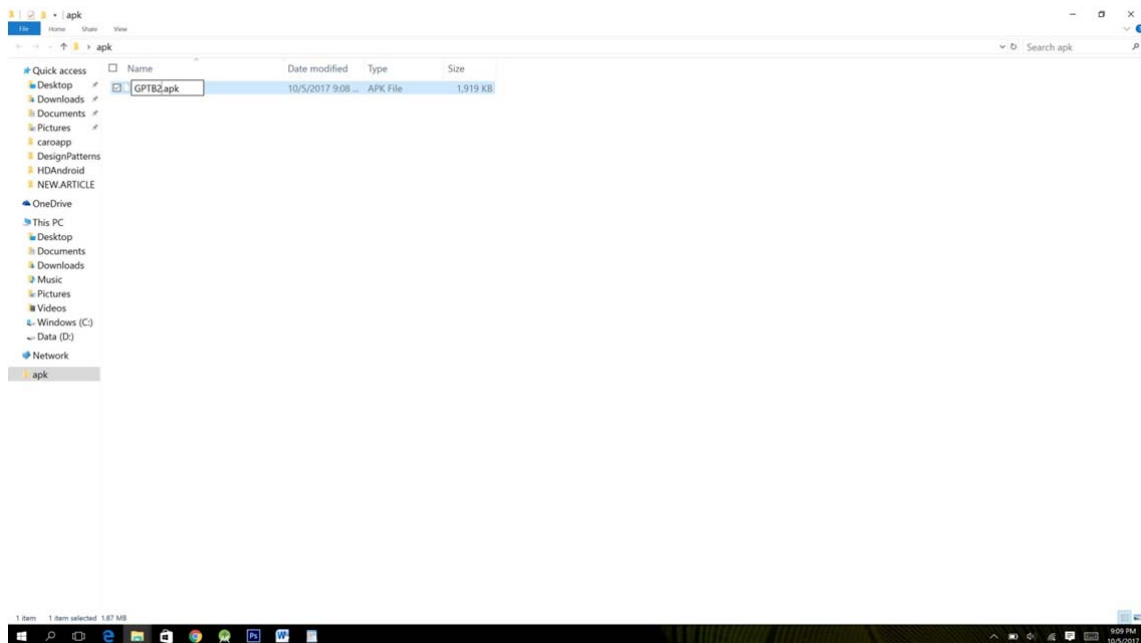 apk
File Home Share View
apk
Search apk
Name Date modified Type Size
GPTB2.apk 10/5/2017 9:08 ... APK File 1,919 KB
Quick access
Desktop
Downloads
Documents
Pictures
caroapp
DesignPatterns
HDAndroid
NEW.ARTICLE
OneDrive
This PC
Desktop
Documents
Downloads
Music
Pictures
Videos
Windows (C:)
Data (D:)
Network
apk
1 item 1 item selected 1.87 MB
9:09 PM
10/5/2017